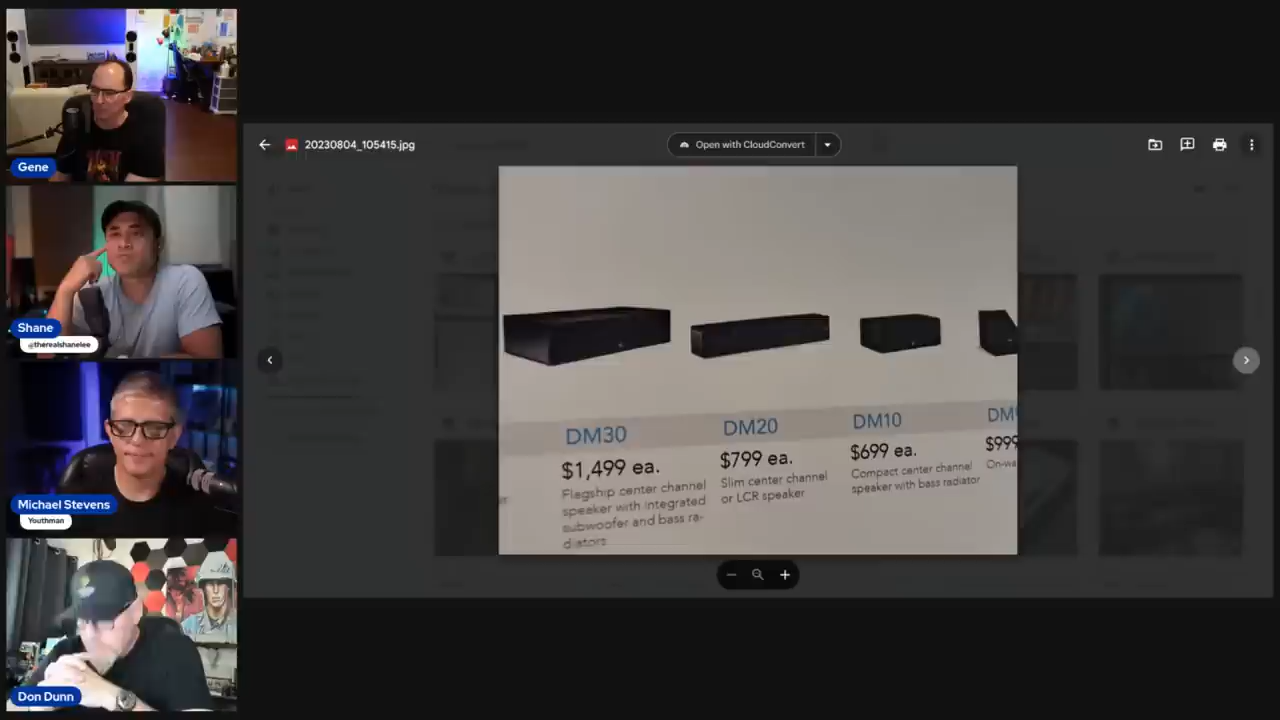 Gene
Shane
@therealshanelee
Michael Stevens
Youthman
Don Dunn
20230804_105415.jpg
Open with CloudConvert
DM30
$1,499 ea.
Flagship center channel
speaker with integrated
subwoofer and bass ra-
diators
DM20
$799 ea.
Slim center channel
or LCR speaker
DM10
$699 ea.
Compact center channel
speaker with bass radiator
$999